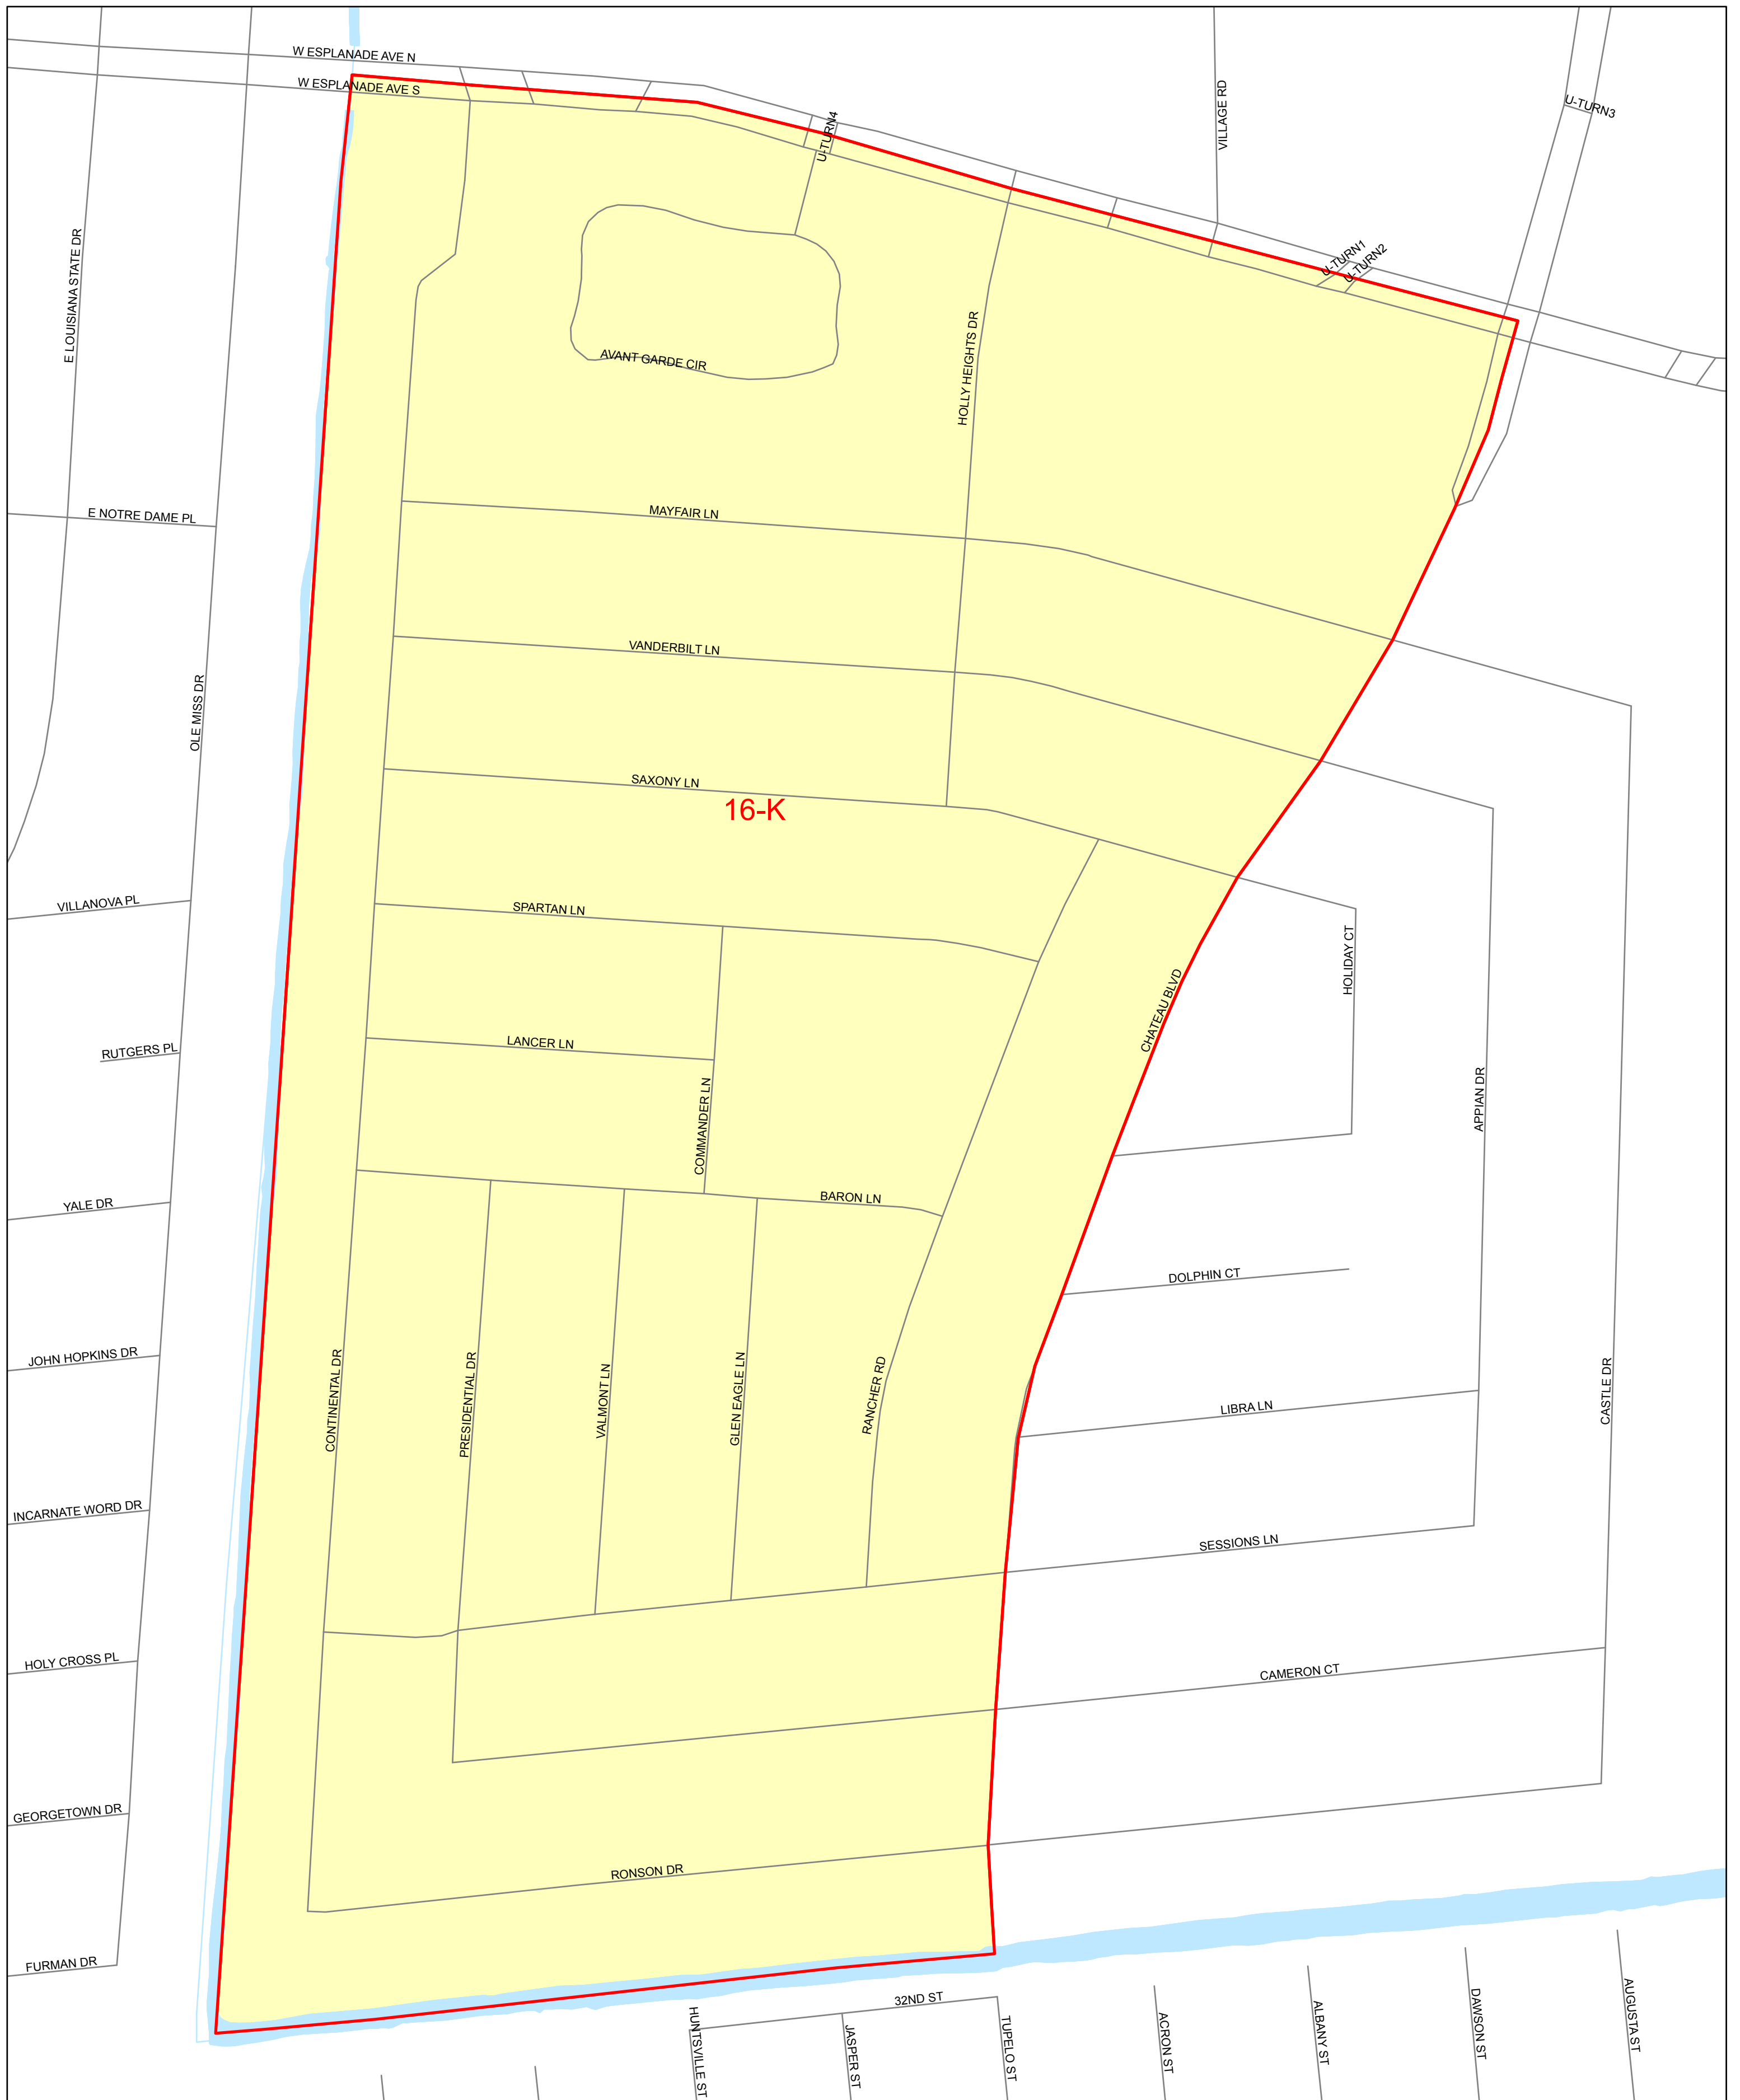 W ESPLANADE AVE N
W ESPLANADE AVE S
VILLAGE RD
U-TURN3
U-TURN4
E LOUISIANA STATE DR
U-TURN1
U-TURN2
HOLLY HEIGHTS DR
AVANT GARDE CIR
E NOTRE DAME PL
MAYFAIR LN
VANDERBILT LN
OLE MISS DR
SAXONY LN
16-K
VILLANOVA PL
SPARTAN LN
HOLIDAY CT
CHATEAU BLVD
RUTGERS PL
LANCER LN
COMMANDER LN
APPIAN DR
YALE DR
BARON LN
DOLPHIN CT
JOHN HOPKINS DR
CONTINENTAL DR
PRESIDENTIAL DR
VALMONT LN
GLEN EAGLE LN
RANCHER RD
LIBRA LN
CASTLE DR
INCARNATE WORD DR
SESSIONS LN
HOLY CROSS PL
CAMERON CT
GEORGETOWN DR
RONSON DR
FURMAN DR
32ND ST
HUNTSVILLE ST
JASPER ST
TUPELO ST
ACRON ST
ALBANY ST
DAWSON ST
AUGUSTA ST